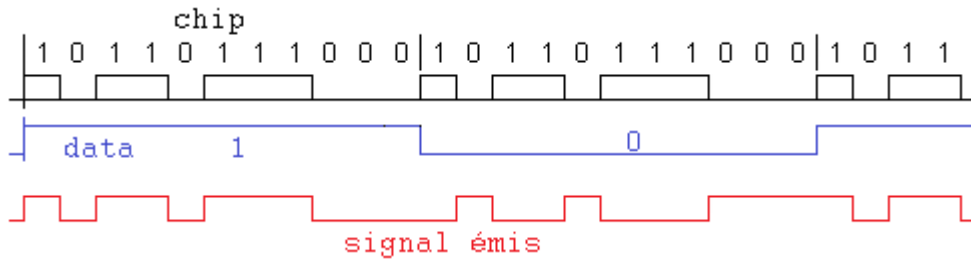 chip
1 0 1 1 0 1 1 1 0 0 0 1 0 1 1 0 1 1 1 0 0 0 1 0 1 1
data 1 0
signal émis